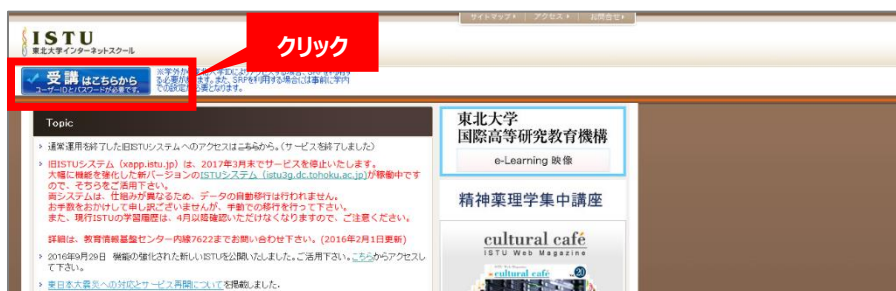 サイトマップ
アクセス
お問合せ
ISTU
東北大学インターネットスクール
クリック
受講はこちらから
ユーザーIDとパスワードが必要です。
Topic
通常運用を終了した旧ISTUシステムへのアクセスはこちらから。(サービスを終了しました)
旧ISTUシステム (xapp.istu.jp) は、2017年3月末でサービスを停止いたします。
大幅に機能を強化した新バージョンのISTUシステム (istu3g.dc.tohoku.ac.jp)が稼働中です
ので、そちらをご活用下さい。
両システムは、仕組みが異なるため、データの自動移行は行われません。
お手数をおかけして申し訳ございませんが、手動での移行を行って下さい。
また、現行ISTUの学習履歴は、4月以降確認いただけなくなりますので、ご注意ください。
詳細は、教育情報基盤センター内線7622までお問い合わせ下さい。(2016年2月1日更新)
2016年9月29日 機能の強化された新しいISTUを公開いたしました。ご活用下さい。こちらからアクセスし
て下さい。
東日本大震災への対応とサービス再開についてを掲載しました.
東北大学
国際高等研究教育機構
e-Learning 映像
精神薬理学集中講座
cultural café
ISTU Web Magazine
cultural café
20